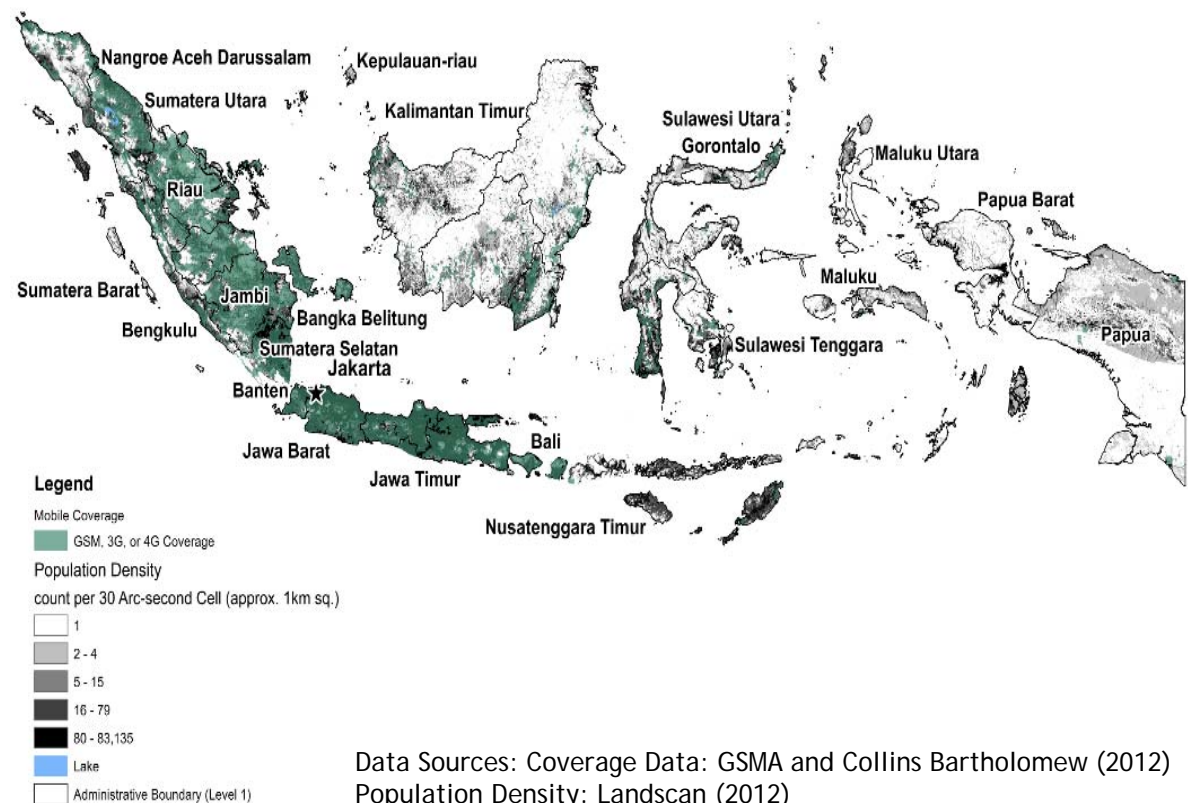 Nangroe Aceh Darussalam
Kepulauan-riau
Sumatera Utara
Kalimantan Timur
Sulawesi Utara
Gorontalo
Maluku Utara
Riau
Papua Barat
Maluku
Sumatera Barat
Jambi
Bangka Belitung
Bengkulu
Papua
Sumatera Selatan
Sulawesi Tenggara
Jakarta
Banten
Bali
Jawa Barat
Jawa Timur
Nusatenggara Timur
Legend
Mobile Coverage
GSM, 3G, or 4G Coverage
Population Density
count per 30 Arc-second Cell (approx. 1km sq.)
1
2 - 4
5 - 15
16 - 79
80 - 83,135
Lake
Administrative Boundary (Level 1)
Data Sources: Coverage Data: GSMA and Collins Bartholomew (2012)
Population Density: Landscan (2012)